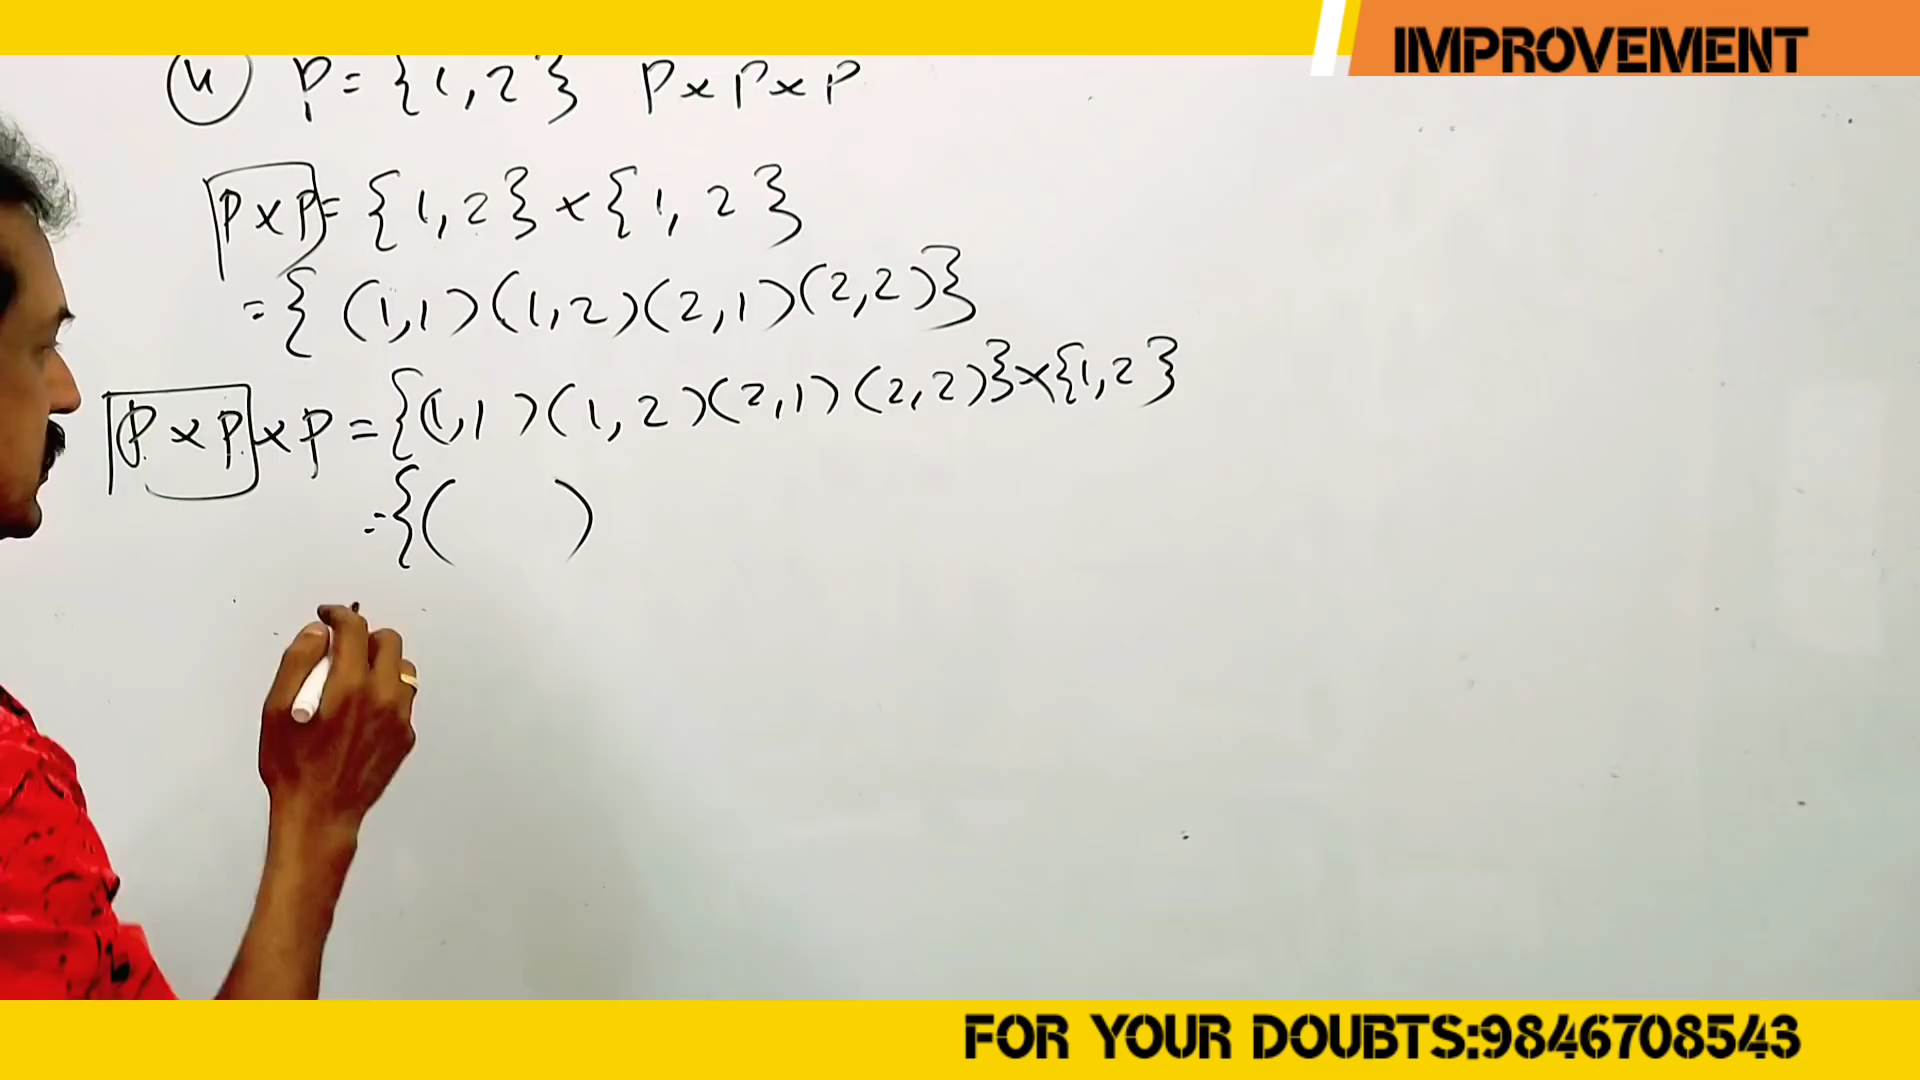 IMPROVEMENT
4 P = {1, 2} P × P × P
P × P = {1, 2} × {1, 2}
= { (1,1) (1,2) (2,1) (2,2) }
P × P × P = { (1,1) (1,2) (2,1) (2,2) } × {1,2}
= { ( )
FOR YOUR DOUBTS:9846708543